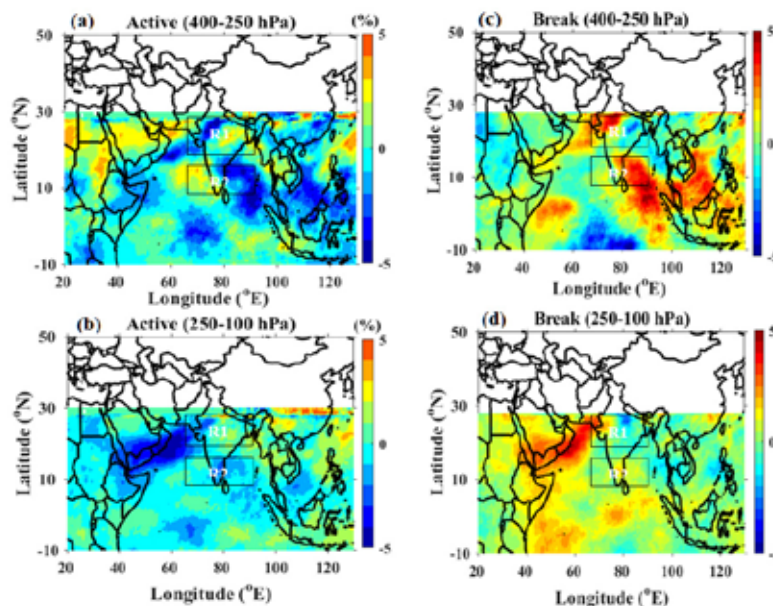 (a) Active (400-250 hPa) (%)
50
30
10
-10
Latitude (°N)
R1
R2
5
0
-5
20 40 60 80 100 120
Longitude (°E)
(c) Break (400-250 hPa)
50
30
10
-10
Latitude (°N)
R1
R2
5
0
20 40 60 80 100 120
Longitude (°E)
(b) Active (250-100 hPa) (%)
50
30
10
-10
Latitude (°N)
R1
R2
5
0
-5
20 40 60 80 100 120
Longitude (°E)
(d) Break (250-100 hPa)
50
30
10
-10
Latitude (°N)
R1
R2
5
0
20 40 60 80 100 120
Longitude (°E)